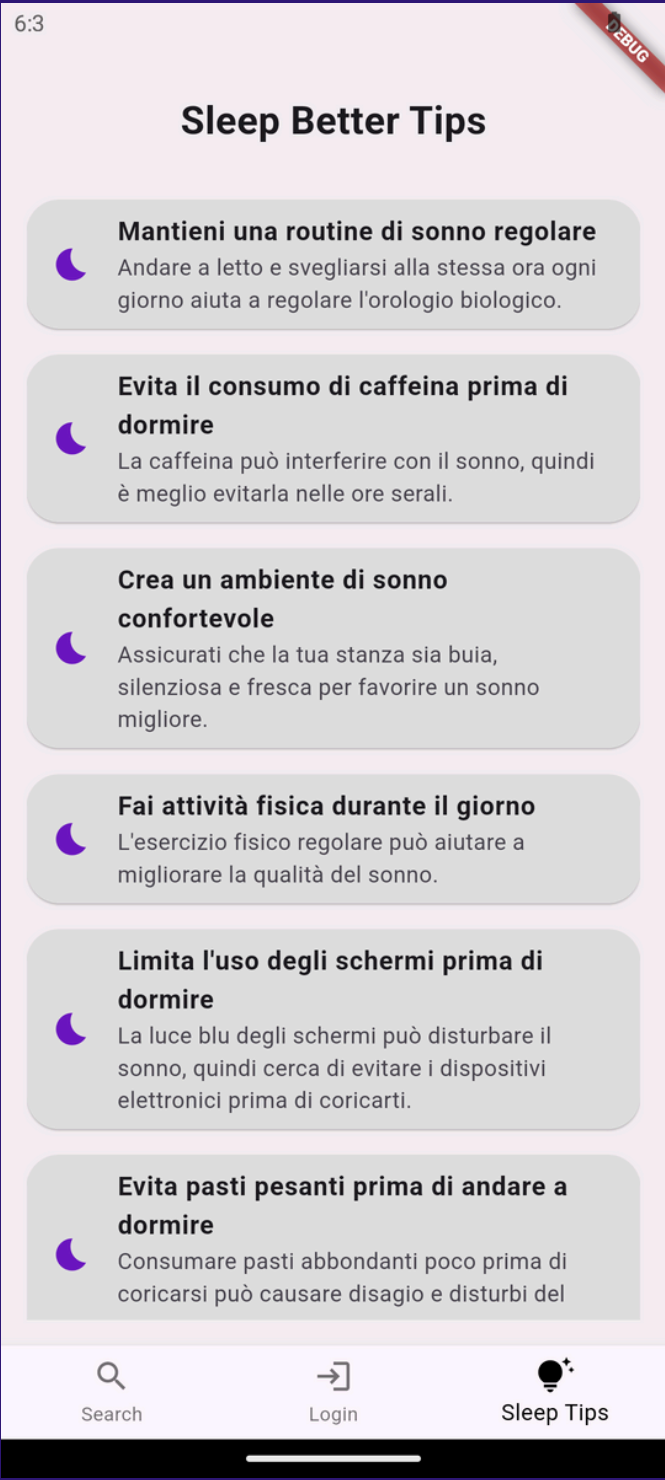 6:3
DEBUG
Sleep Better Tips
Mantieni una routine di sonno regolare
Andare a letto e svegliarsi alla stessa ora ogni
giorno aiuta a regolare l'orologio biologico.
Evita il consumo di caffeina prima di
dormire
La caffeina può interferire con il sonno, quindi
è meglio evitarla nelle ore serali.
Crea un ambiente di sonno
confortevole
Assicurati che la tua stanza sia buia,
silenziosa e fresca per favorire un sonno
migliore.
Fai attività fisica durante il giorno
L'esercizio fisico regolare può aiutare a
migliorare la qualità del sonno.
Limita l'uso degli schermi prima di
dormire
La luce blu degli schermi può disturbare il
sonno, quindi cerca di evitare i dispositivi
elettronici prima di coricarti.
Evita pasti pesanti prima di andare a
dormire
Consumare pasti abbondanti poco prima di
coricarsi può causare disagio e disturbi del
Search
Login
Sleep Tips